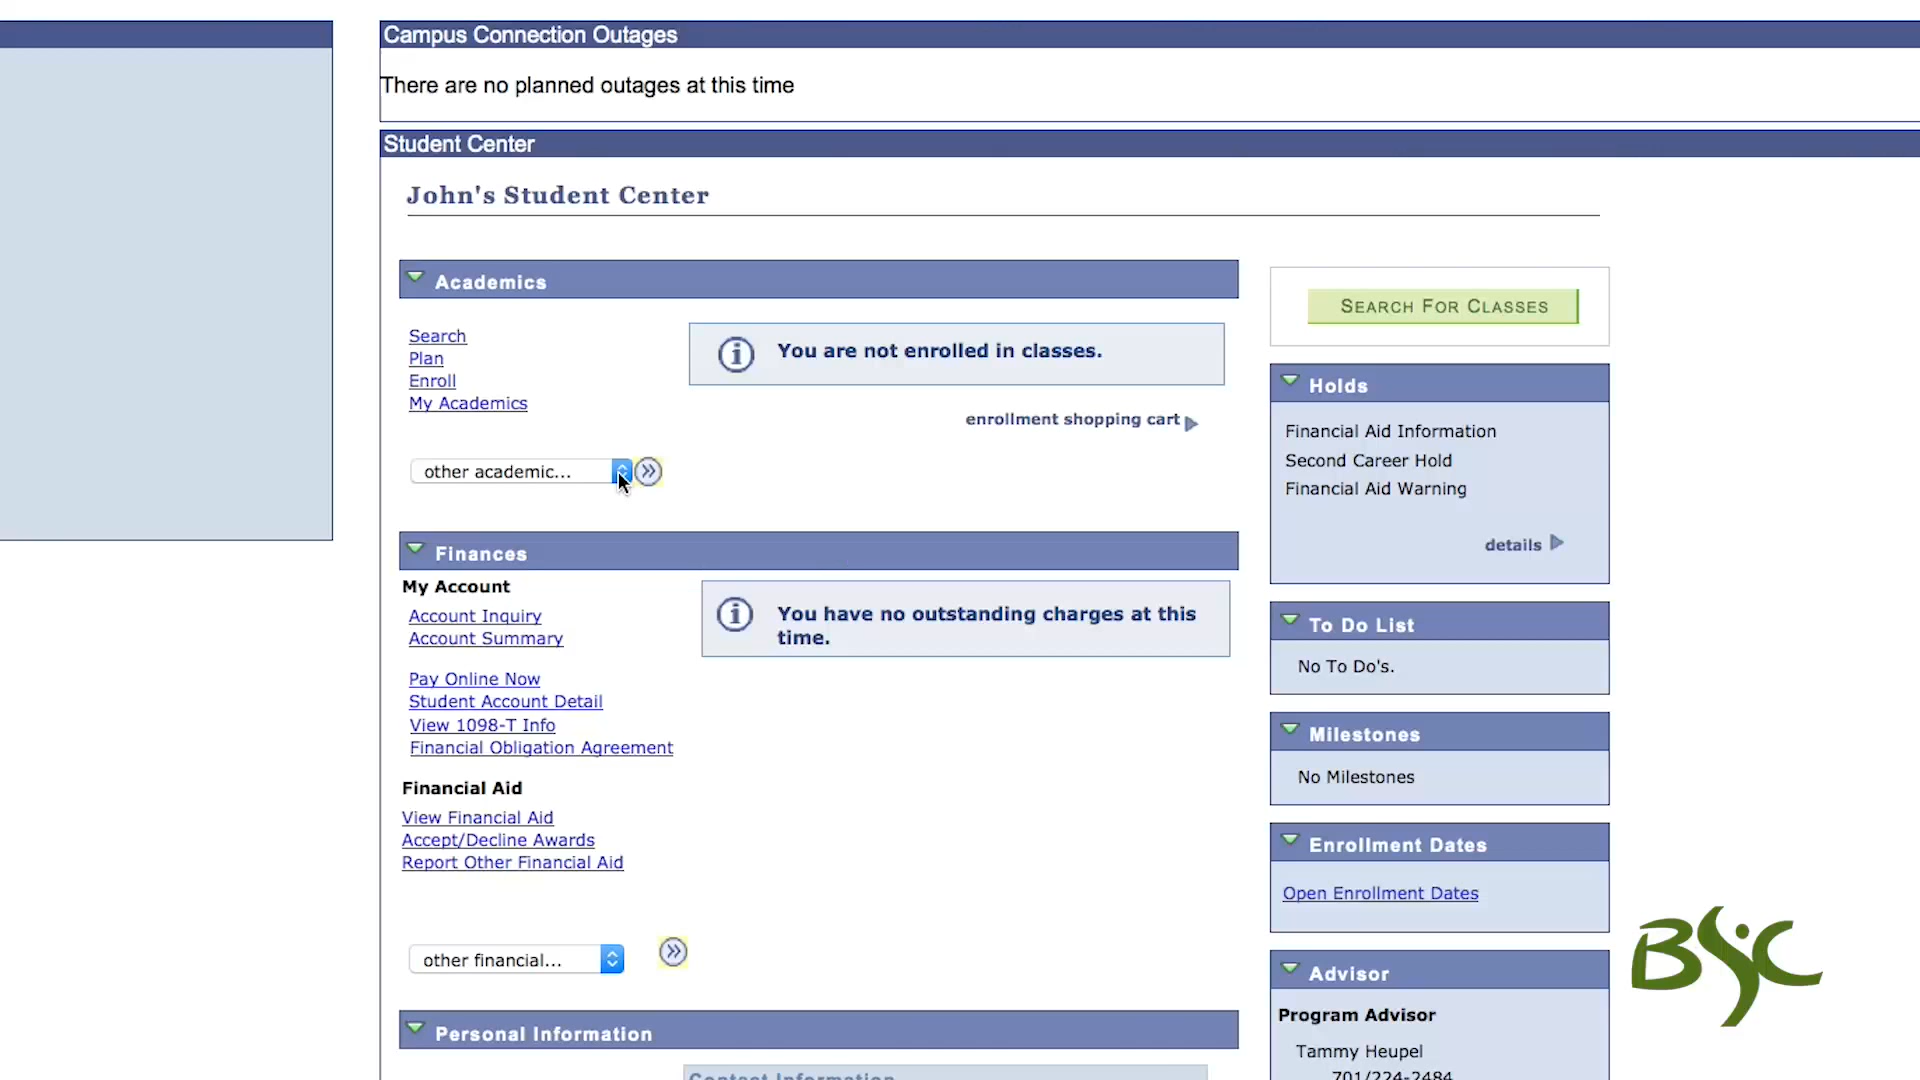 Campus Connection Outages
There are no planned outages at this time
Student Center
John's Student Center
Academics
Search
Plan
Enroll
My Academics
You are not enrolled in classes.
enrollment shopping cart
other academic...
Finances
My Account
Account Inquiry
Account Summary
Pay Online Now
Student Account Detail
View 1098-T Info
Financial Obligation Agreement
You have no outstanding charges at this
time.
Financial Aid
View Financial Aid
Accept/Decline Awards
Report Other Financial Aid
other financial...
Personal Information
Contact Information
SEARCH FOR CLASSES
Holds
Financial Aid Information
Second Career Hold
Financial Aid Warning
details
To Do List
No To Do's.
Milestones
No Milestones
Enrollment Dates
Open Enrollment Dates
Advisor
Program Advisor
Tammy Heupel
701/224-2484
BSC